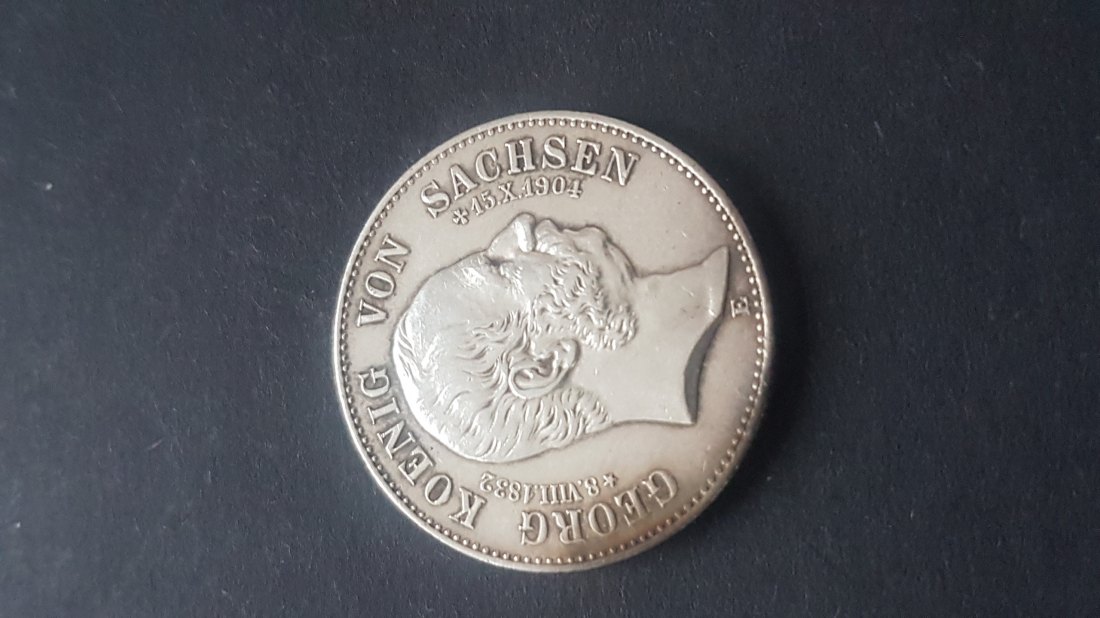 GEORG KOENIG VON SACHSEN
* 8.VIII.1832
* 15.X.1904
E